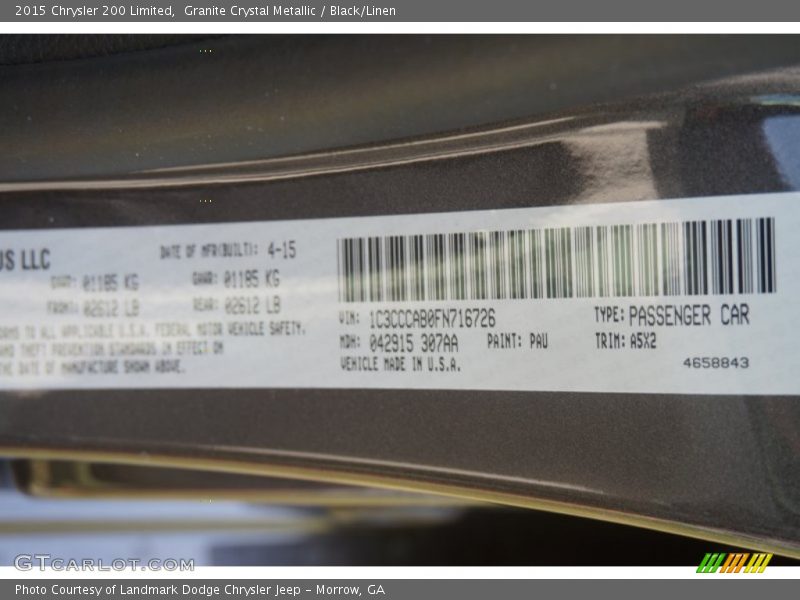 2015 Chrysler 200 Limited, Granite Crystal Metallic / Black/Linen
US LLC
DATE OF MFR(BUILT): 4-15
GAWR: 01185 KG GAWR: 01185 KG
FRONT: 02612 LB REAR: 02612 LB
TO ALL APPLICABLE U.S.A. FEDERAL MOTOR VEHICLE SAFETY,
AND THEFT PREVENTION STANDARDS IN EFFECT ON
THE DATE OF MANUFACTURE SHOWN ABOVE.
VIN: 1C3CCCAB0FN716726 TYPE: PASSENGER CAR
MDH: 042915 307AA PAINT: PAU TRIM: A5X2
VEHICLE MADE IN U.S.A. 4658843
GTCARLOT.COM
Photo Courtesy of Landmark Dodge Chrysler Jeep – Morrow, GA